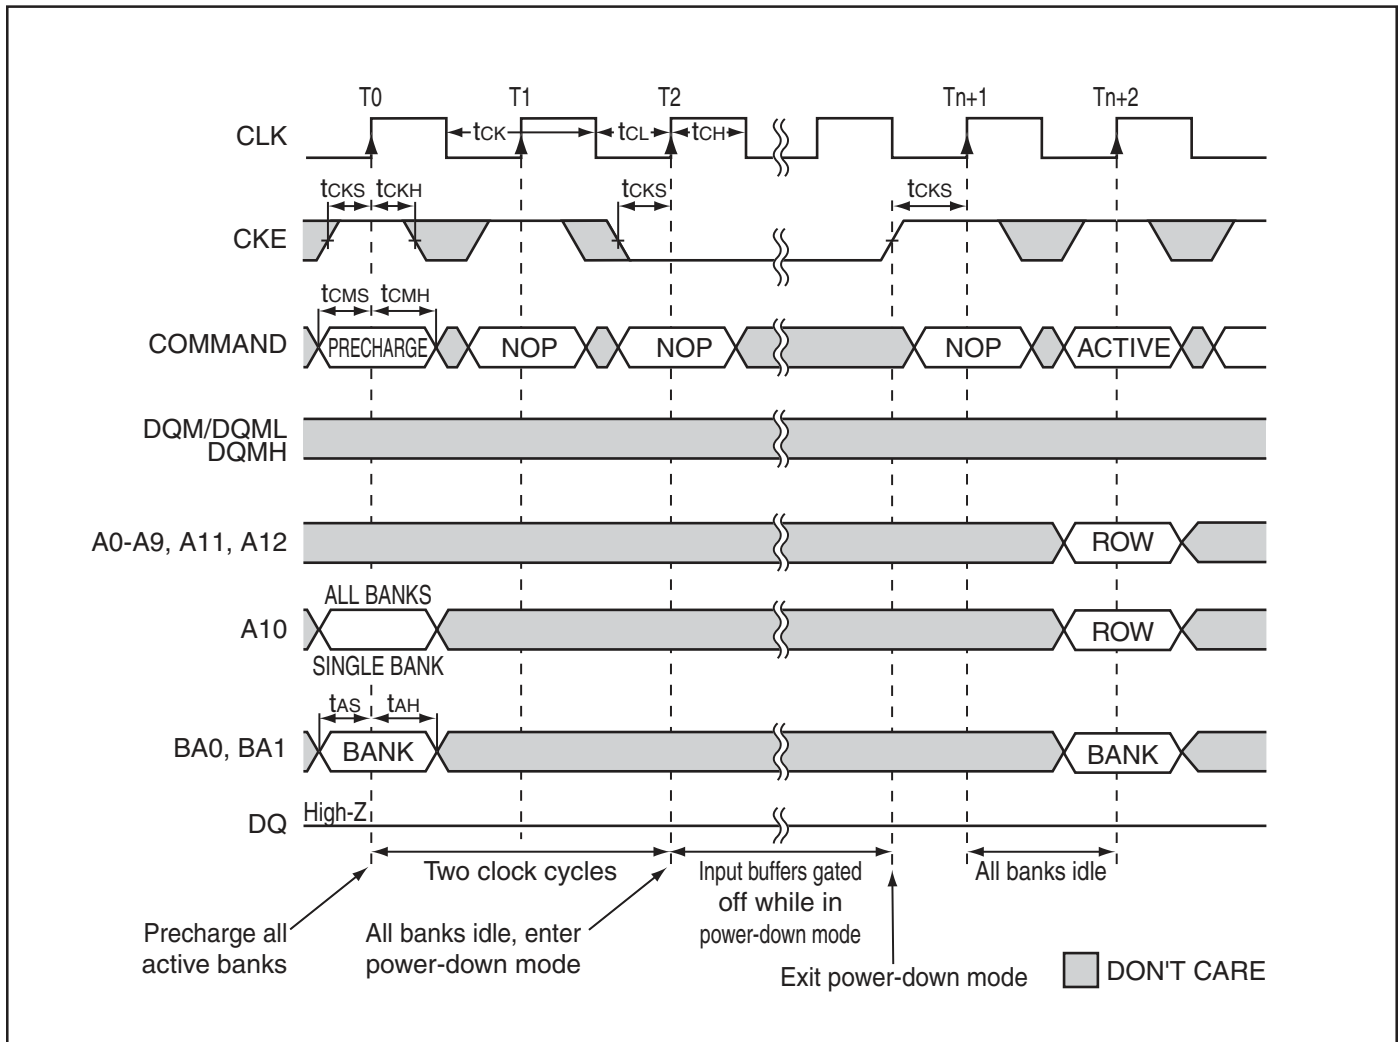 T0 T1 T2 Tn+1 Tn+2
CLK tCK tCL tCH
tCKS tCKH tCKS tCKS
CKE
tCMS tCMH
COMMAND PRECHARGE NOP NOP NOP ACTIVE
DQM/DQML
DQMH
A0-A9, A11, A12 ROW
ALL BANKS
A10 ROW
SINGLE BANK
tAS tAH
BA0, BA1 BANK BANK
DQ High-Z
Two clock cycles
Input buffers gated
off while in
power-down mode
All banks idle
Precharge all
active banks
All banks idle, enter
power-down mode
Exit power-down mode
DON'T CARE